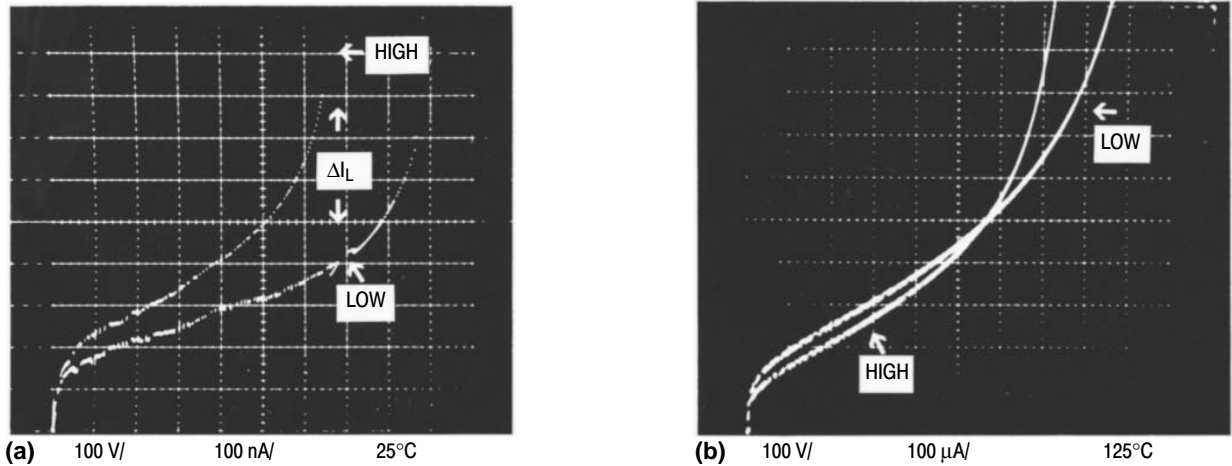 HIGH
ΔI_L
LOW
(a) 100 V/ 100 nA/ 25°C
LOW
HIGH
(b) 100 V/ 100 μA/ 125°C